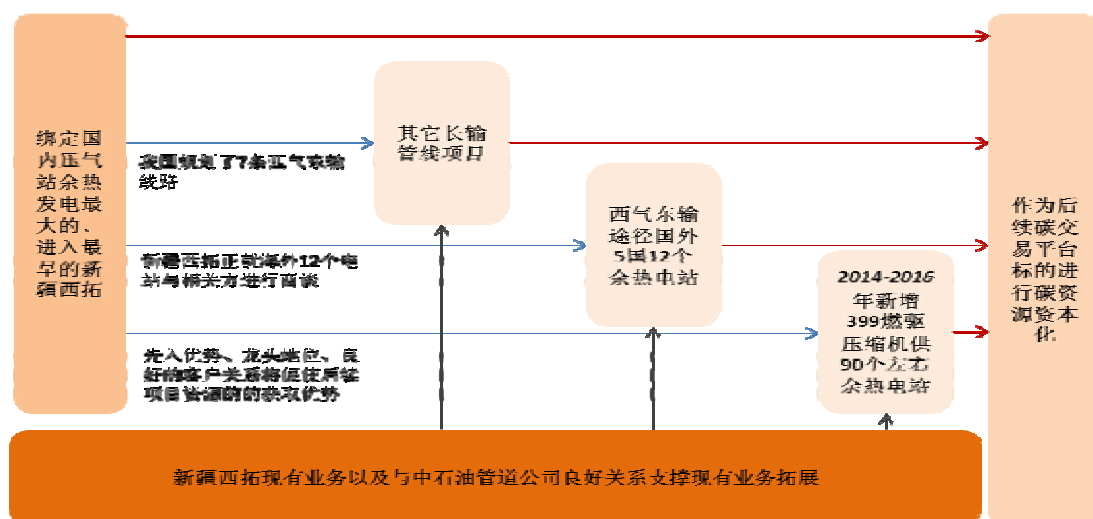 绑定国
内压气
站余热
发电最
大的、
进入最
早的新
疆西拓
我国规划了7条西气东输
线路
新疆西拓正就海外12个电
站与相关方进行商谈
先入优势、龙头地位、良
好的客户关系将促使后续
项目资源的的获取优势
其它长输
管线项目
西气东输
途径国外
5国12个
余热电站
2014-2016
年新增
399燃驱
压缩机供
90个左右
余热电站
作为后
续碳交
易平台
标的进
行碳资
源资本
化
新疆西拓现有业务以及与中石油管道公司良好关系支撑现有业务拓展